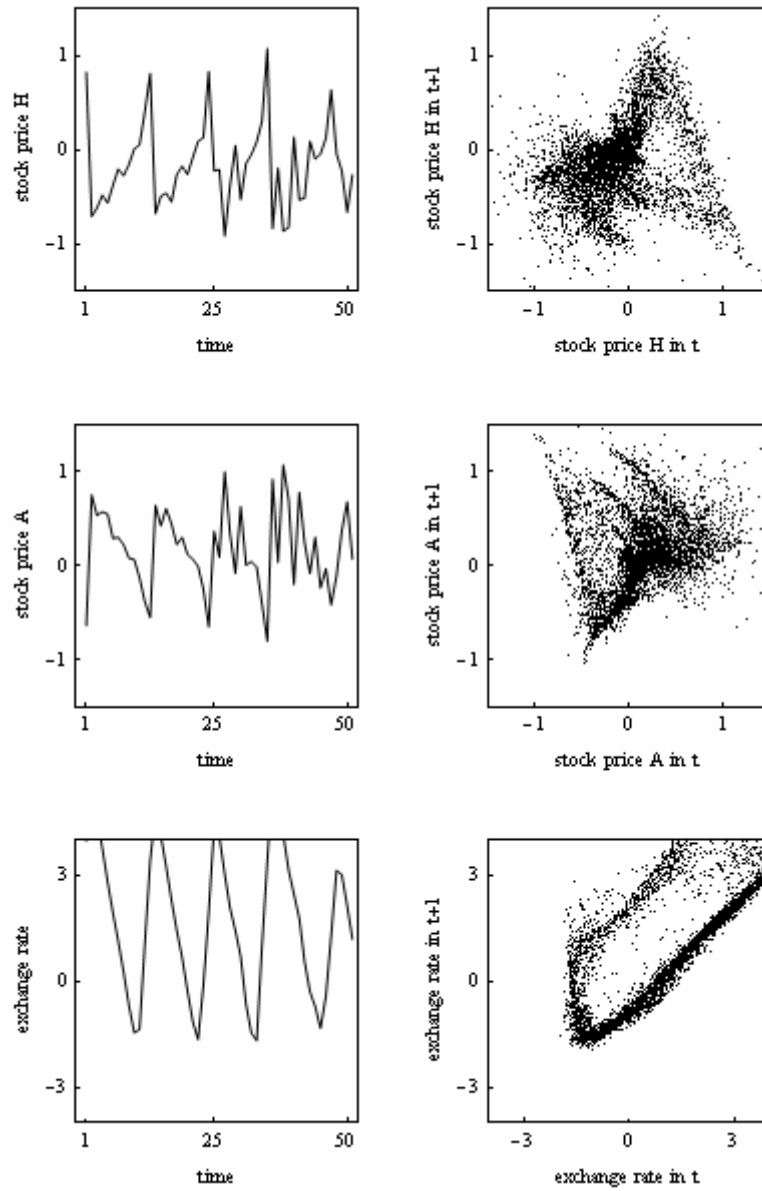 stock price H
1
0
−1
1 25 50
time
stock price H in t+1
1
0
−1
−1 0 1
stock price H in t
stock price A
1
0
−1
1 25 50
time
stock price A in t+1
1
0
−1
−1 0 1
stock price A in t
exchange rate
3
0
−3
1 25 50
time
exchange rate in t+1
3
0
−3
−3 0 3
exchange rate in t